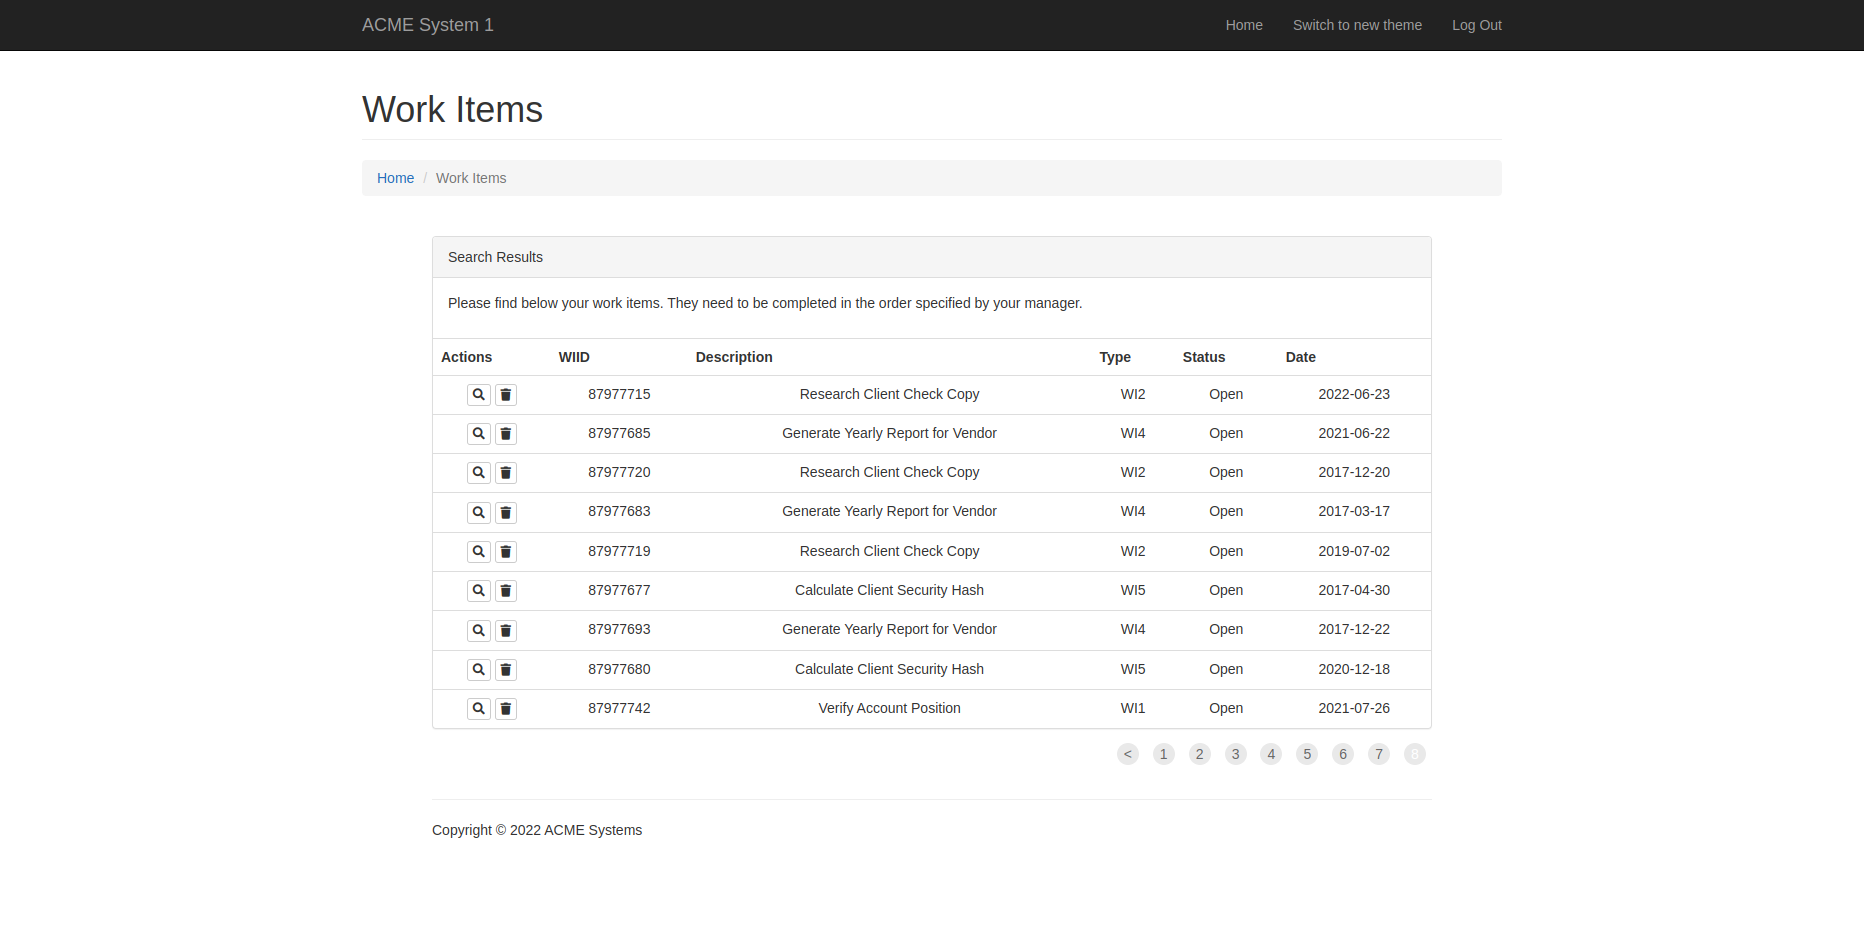 ACME System 1 Home Switch to new theme Log Out
Work Items
Home / Work Items
Search Results
Please find below your work items. They need to be completed in the order specified by your manager.
Actions WIID Description Type Status Date
87977715 Research Client Check Copy WI2 Open 2022-06-23
87977685 Generate Yearly Report for Vendor WI4 Open 2021-06-22
87977720 Research Client Check Copy WI2 Open 2017-12-20
87977683 Generate Yearly Report for Vendor WI4 Open 2017-03-17
87977719 Research Client Check Copy WI2 Open 2019-07-02
87977677 Calculate Client Security Hash WI5 Open 2017-04-30
87977693 Generate Yearly Report for Vendor WI4 Open 2017-12-22
87977680 Calculate Client Security Hash WI5 Open 2020-12-18
87977742 Verify Account Position WI1 Open 2021-07-26
< 1 2 3 4 5 6 7 8
Copyright © 2022 ACME Systems